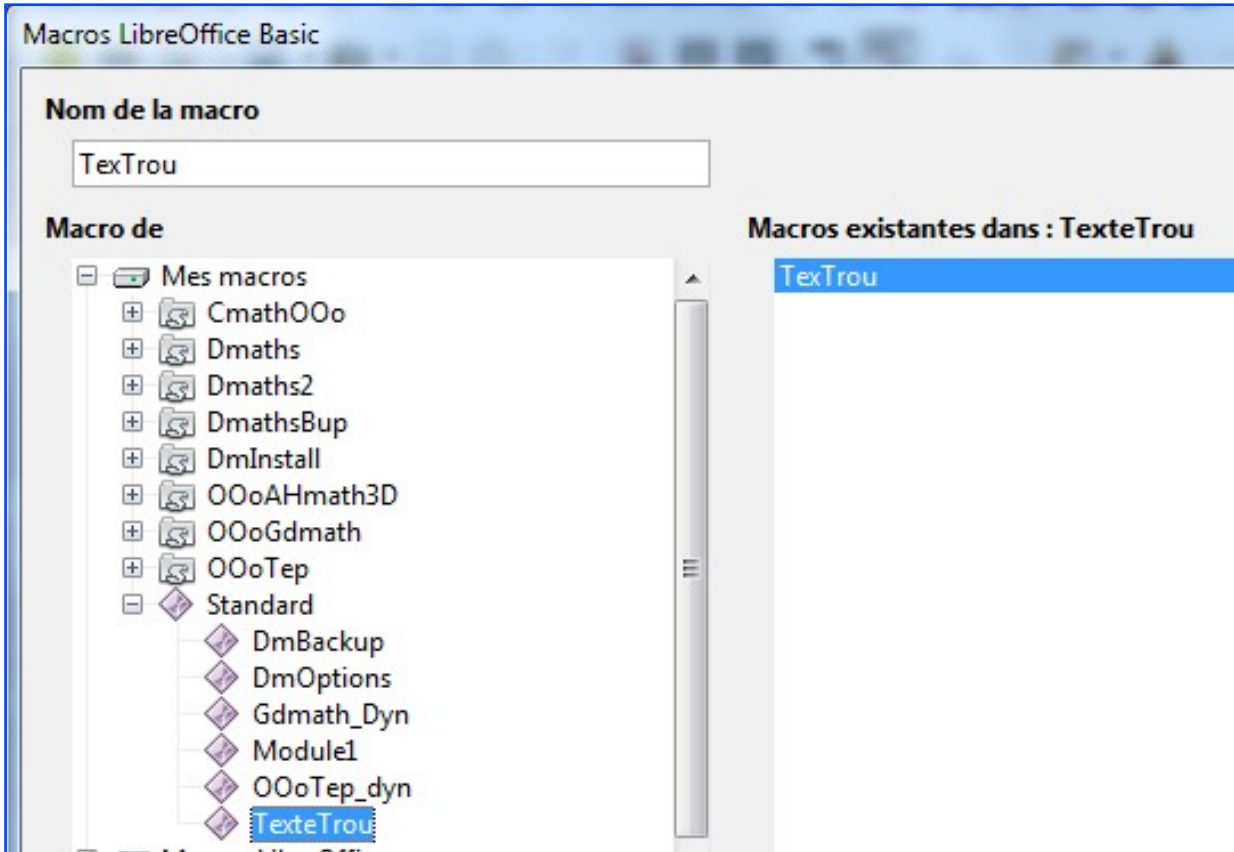 Macros LibreOffice Basic
Nom de la macro
TexTrou
Macro de
Macros existantes dans : TexteTrou
Mes macros
TexTrou
CmathOOo
Dmaths
Dmaths2
DmathsBup
DmInstall
OOoAHmath3D
OOoGdmath
OOoTep
Standard
DmBackup
DmOptions
Gdmath_Dyn
Module1
OOoTep_dyn
TexteTrou